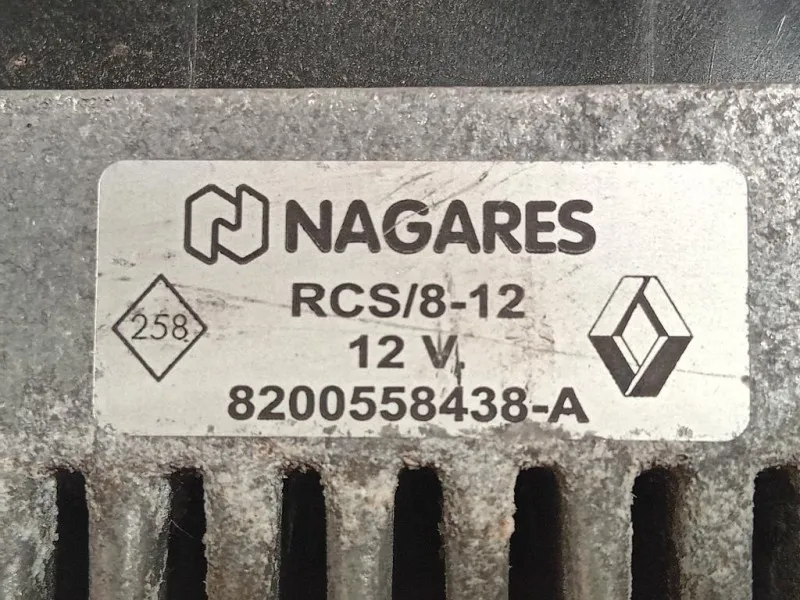 NAGARES
RCS/8-12
258
12 V.
8200558438-A